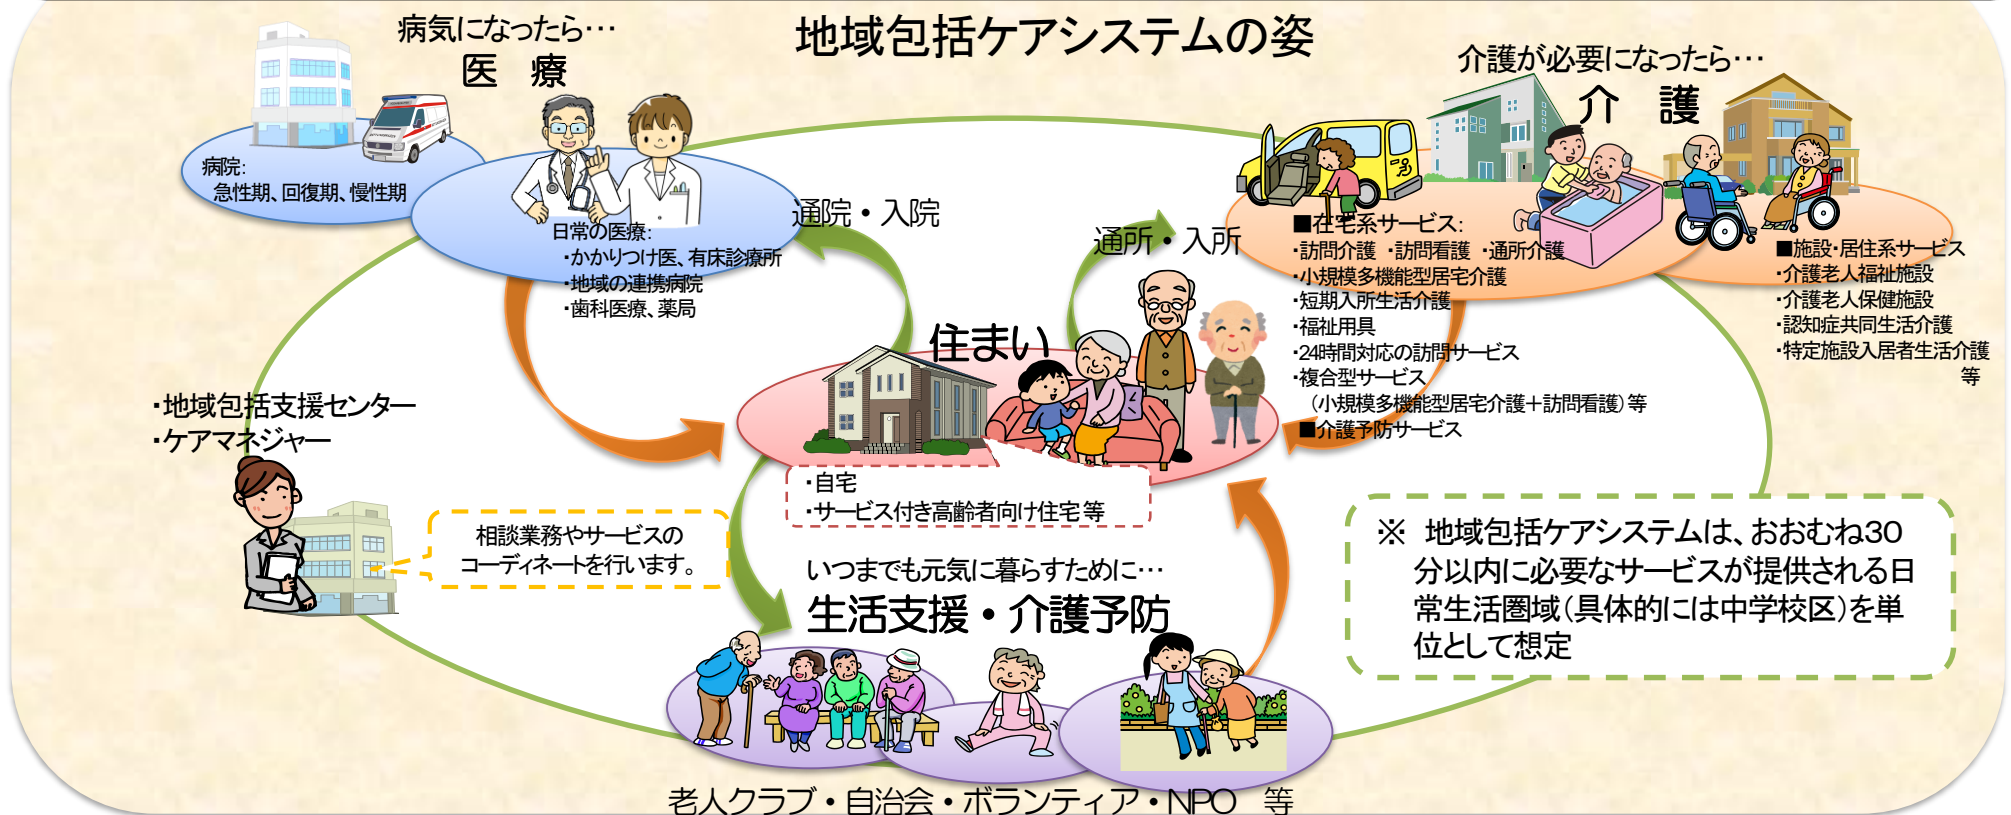 地域包括ケアシステムの姿
病気になったら…
医 療
病院:
急性期、回復期、慢性期
日常の医療:
・かかりつけ医、有床診療所
・地域の連携病院
・歯科医療、薬局
通院・入院
通所・入所
介護が必要になったら…
介 護
■在宅系サービス:
・訪問介護 ・訪問看護 ・通所介護
・小規模多機能型居宅介護
・短期入所生活介護
・福祉用具
・24時間対応の訪問サービス
・複合型サービス
(小規模多機能型居宅介護+訪問看護)等
■介護予防サービス
■施設・居住系サービス
・介護老人福祉施設
・介護老人保健施設
・認知症共同生活介護
・特定施設入居者生活介護
等
住まい
・自宅
・サービス付き高齢者向け住宅 等
・地域包括支援センター
・ケアマネジャー
相談業務やサービスの
コーディネートを行います。
いつまでも元気に暮らすために…
生活支援・介護予防
老人クラブ・自治会・ボランティア・NPO 等
※ 地域包括ケアシステムは、おおむね30
分以内に必要なサービスが提供される日
常生活圏域(具体的には中学校区)を単
位として想定